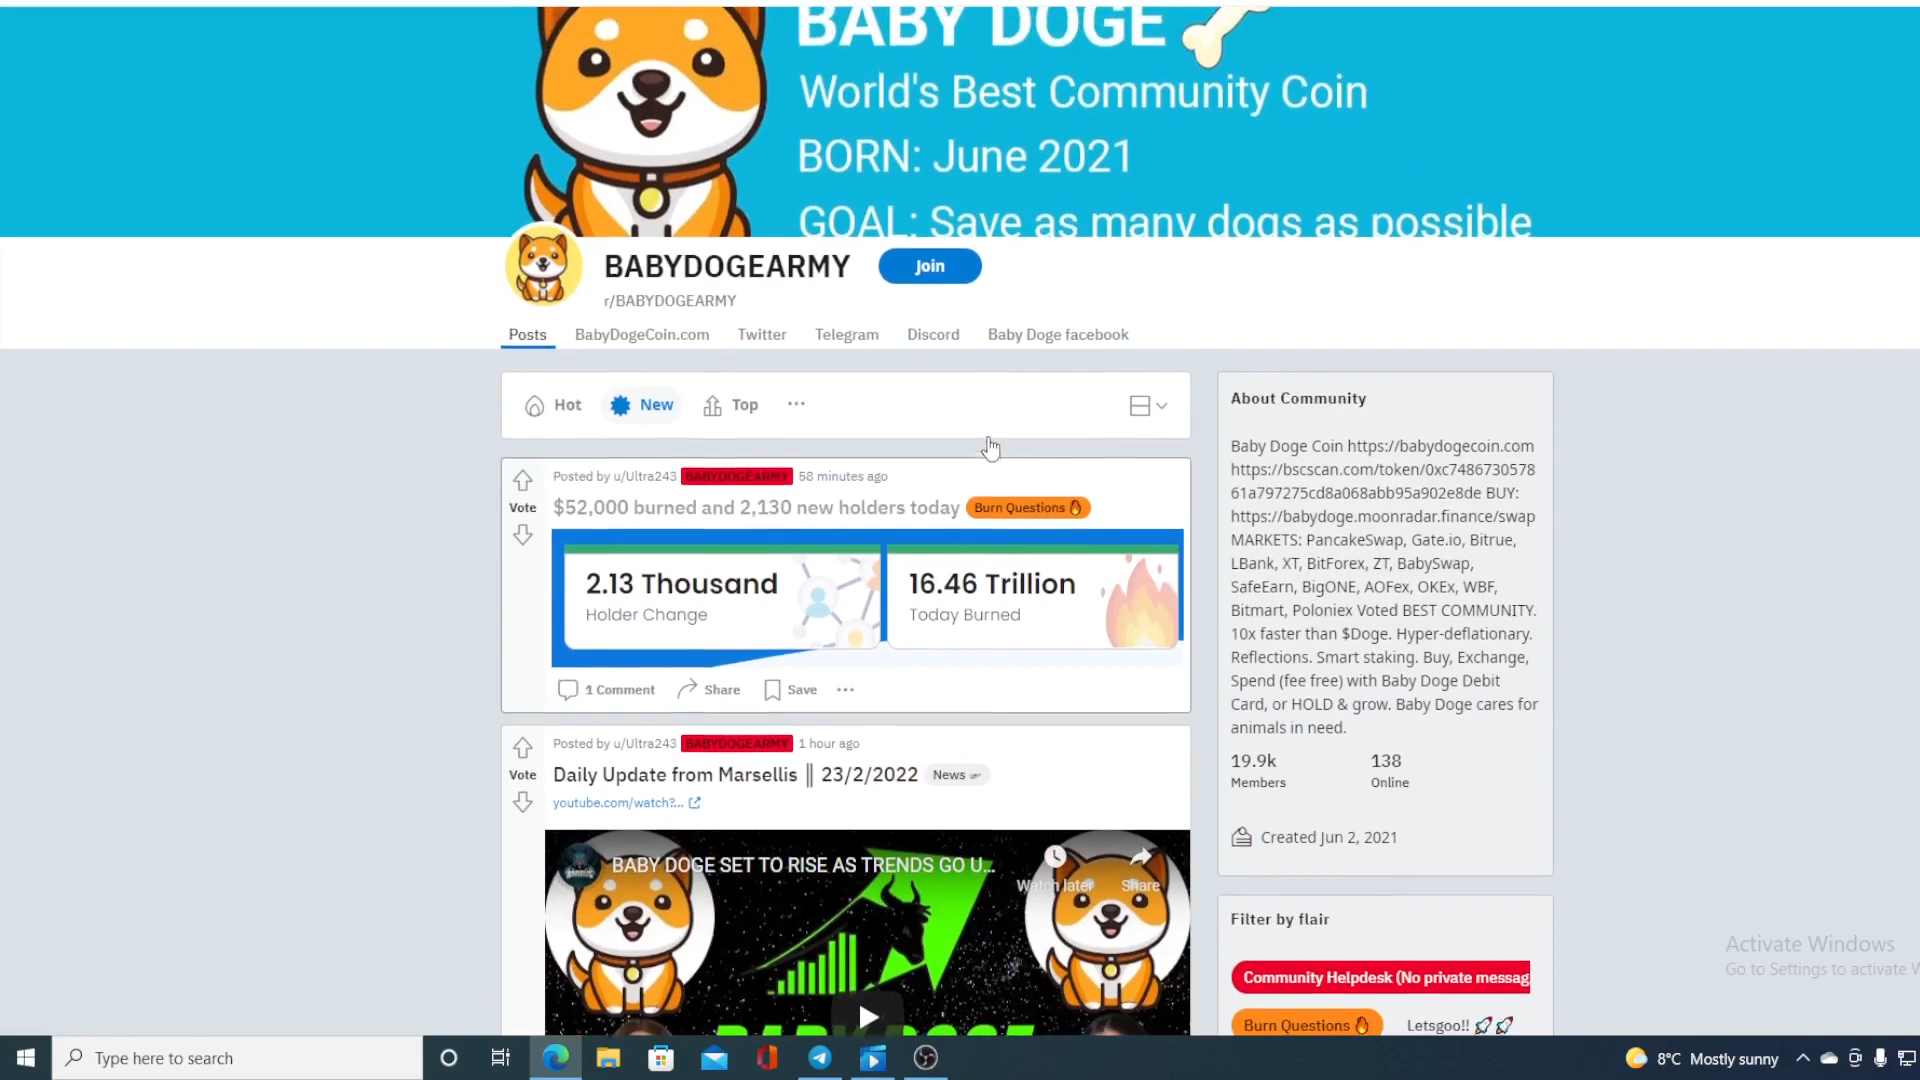 BABY DOGE
World's Best Community Coin
BORN: June 2021
GOAL: Save as many dogs as possible
BABYDOGEARMY
Join
r/BABYDOGEARMY
Posts BabyDogeCoin.com Twitter Telegram Discord Baby Doge facebook
Hot New Top ···
Posted by u/Ultra243 BABYDOGEARMY 58 minutes ago
Vote
$52,000 burned and 2,130 new holders today Burn Questions
2.13 Thousand
Holder Change
16.46 Trillion
Today Burned
1 Comment Share Save ···
Posted by u/Ultra243 BABYDOGEARMY 1 hour ago
Vote
Daily Update from Marsellis || 23/2/2022 News
youtube.com/watch?...
BABY DOGE SET TO RISE AS TRENDS GO U...
Watch later Share
BABY DOGE
About Community
Baby Doge Coin https://babydogecoin.com
https://bscscan.com/token/0xc7486730578
61a797275cd8a068abb95a902e8de BUY:
https://babydoge.moonradar.finance/swap
MARKETS: PancakeSwap, Gate.io, Bitrue,
LBank, XT, BitForex, ZT, BabySwap,
SafeEarn, BigONE, AOFex, OKEx, WBF,
Bitmart, Poloniex Voted BEST COMMUNITY.
10x faster than $Doge. Hyper-deflationary.
Reflections. Smart staking. Buy, Exchange,
Spend (fee free) with Baby Doge Debit
Card, or HOLD & grow. Baby Doge cares for
animals in need.
19.9k 138
Members Online
Created Jun 2, 2021
Filter by flair
Community Helpdesk (No private messag
Burn Questions Letsgoo!!
Activate Windows
Go to Settings to activate W
Type here to search
8°C Mostly sunny